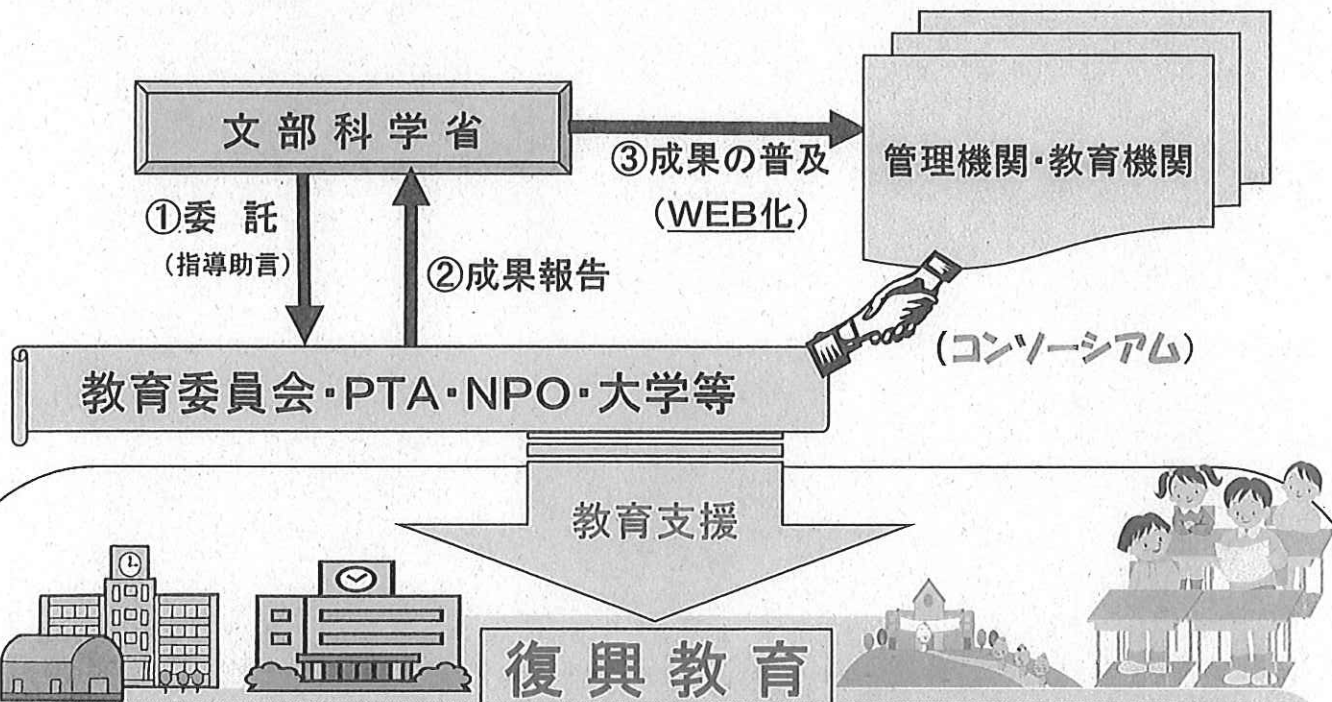 文部科学省
①委 託
(指導助言)
②成果報告
③成果の普及
(WEB化)
管理機関・教育機関
(コンソーシアム)
教育委員会・PTA・NPO・大学等
教育支援
復興教育